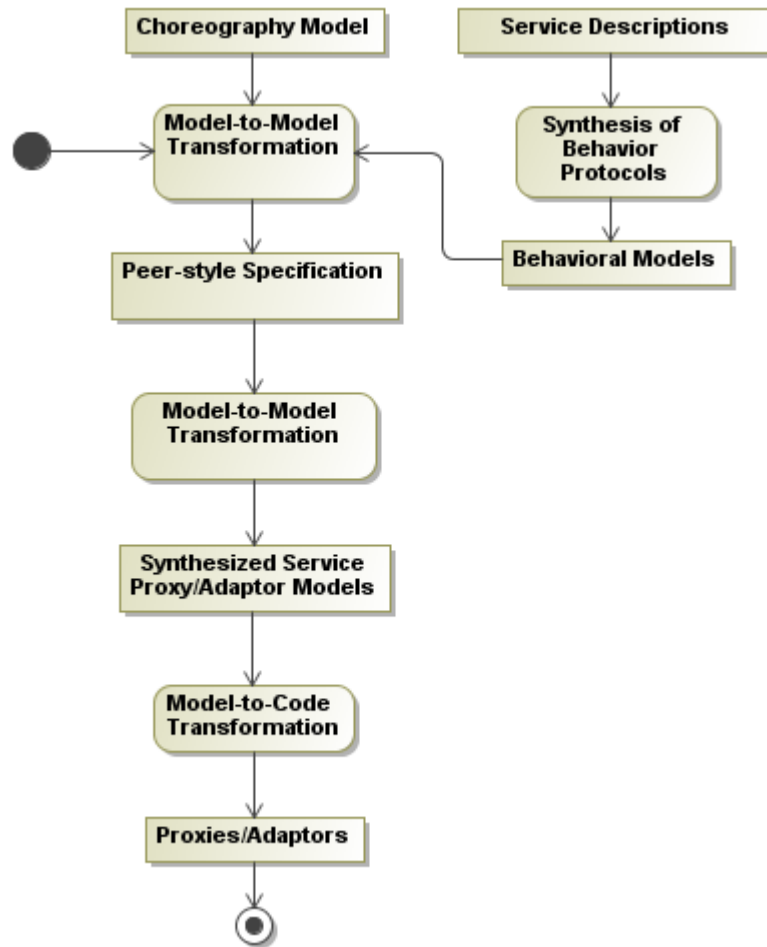 Choreography Model
Service Descriptions
Model-to-Model
Transformation
Synthesis of
Behavior
Protocols
Peer-style Specification
Behavioral Models
Model-to-Model
Transformation
Synthesized Service
Proxy/Adaptor Models
Model-to-Code
Transformation
Proxies/Adaptors